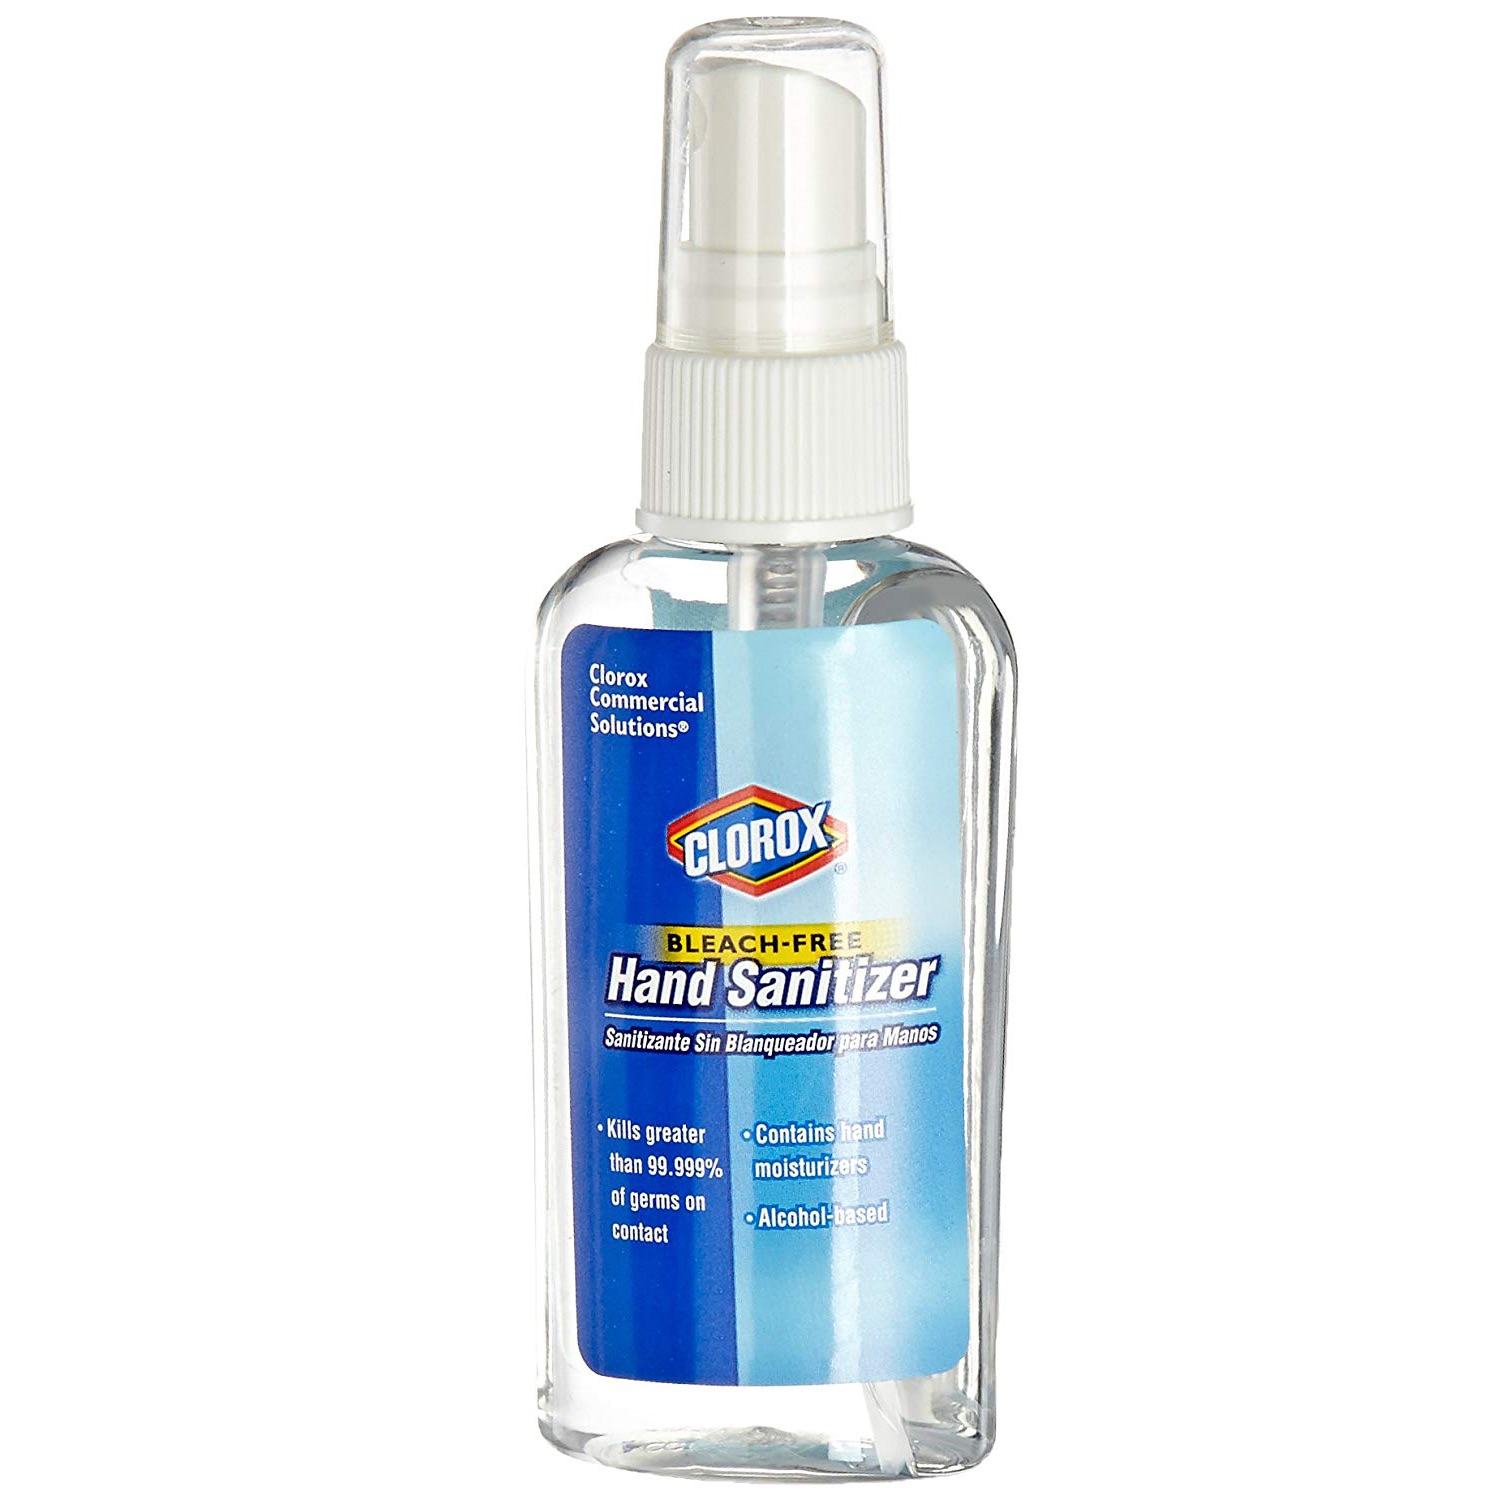 Clorox
Commercial
Solutions®
CLOROX®
BLEACH-FREE
Hand Sanitizer
Sanitizante Sin Blanqueador para Manos
• Kills greater
than 99.999%
of germs on
contact
• Contains hand
moisturizers
• Alcohol-based